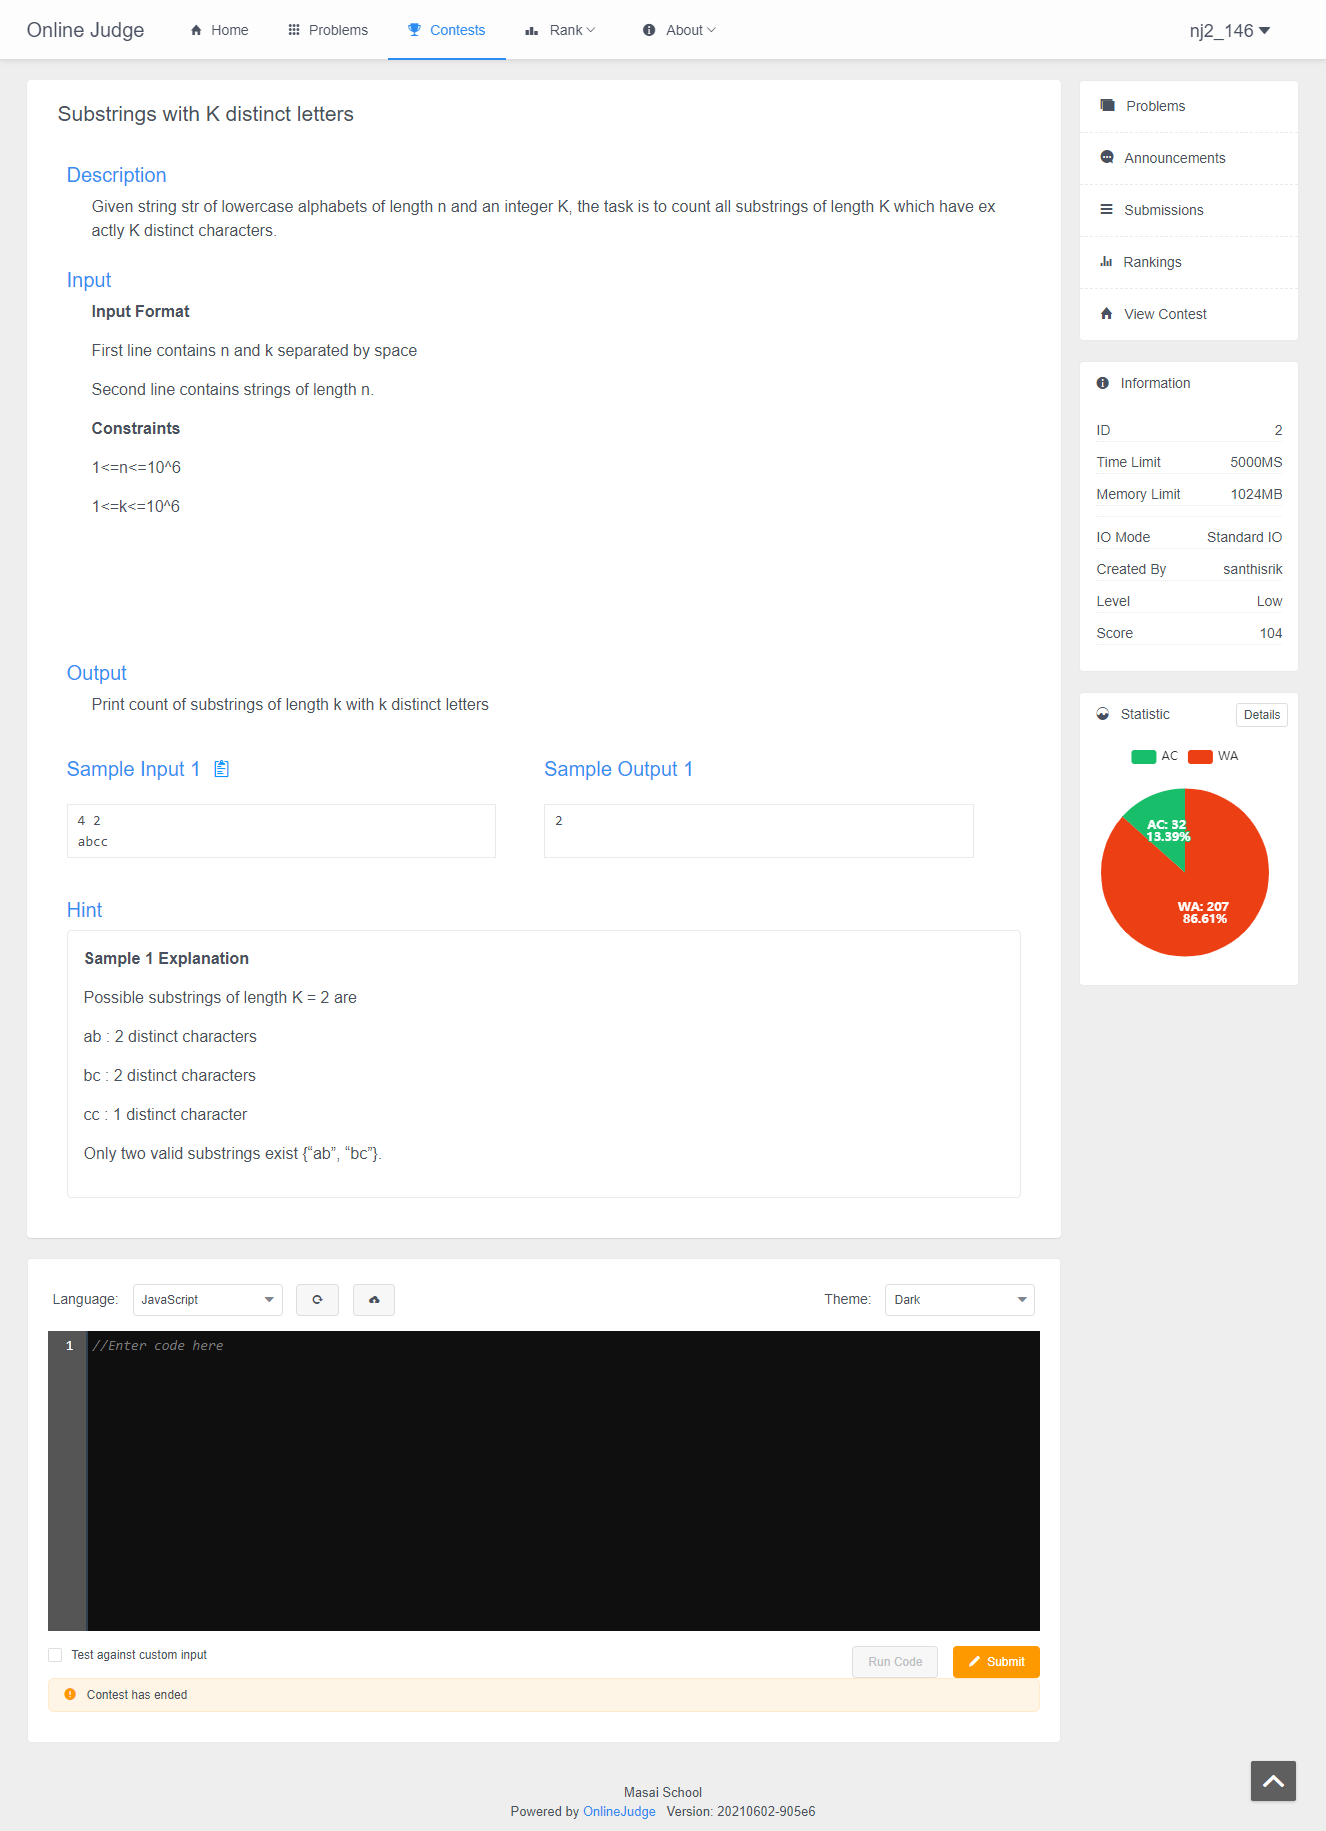 Online Judge
Home
Problems
Contests
Rank
About
nj2_146
Substrings with K distinct letters
Description
Given string str of lowercase alphabets of length n and an integer K, the task is to count all substrings of length K which have ex
actly K distinct characters.
Input
Input Format
First line contains n and k separated by space
Second line contains strings of length n.
Constraints
1<=n<=10^6
1<=k<=10^6
Output
Print count of substrings of length k with k distinct letters
Sample Input 1
4 2
abcc
Sample Output 1
2
Hint
Sample 1 Explanation
Possible substrings of length K = 2 are
ab : 2 distinct characters
bc : 2 distinct characters
cc : 1 distinct character
Only two valid substrings exist {“ab”, “bc”}.
Problems
Announcements
Submissions
Rankings
View Contest
Information
ID 2
Time Limit 5000MS
Memory Limit 1024MB
IO Mode Standard IO
Created By santhisrik
Level Low
Score 104
Statistic Details
AC WA
AC: 32
13.39%
WA: 207
86.61%
Language: JavaScript
Theme: Dark
1 //Enter code here
Test against custom input
Run Code
Submit
Contest has ended
Masai School
Powered by OnlineJudge Version: 20210602-905e6